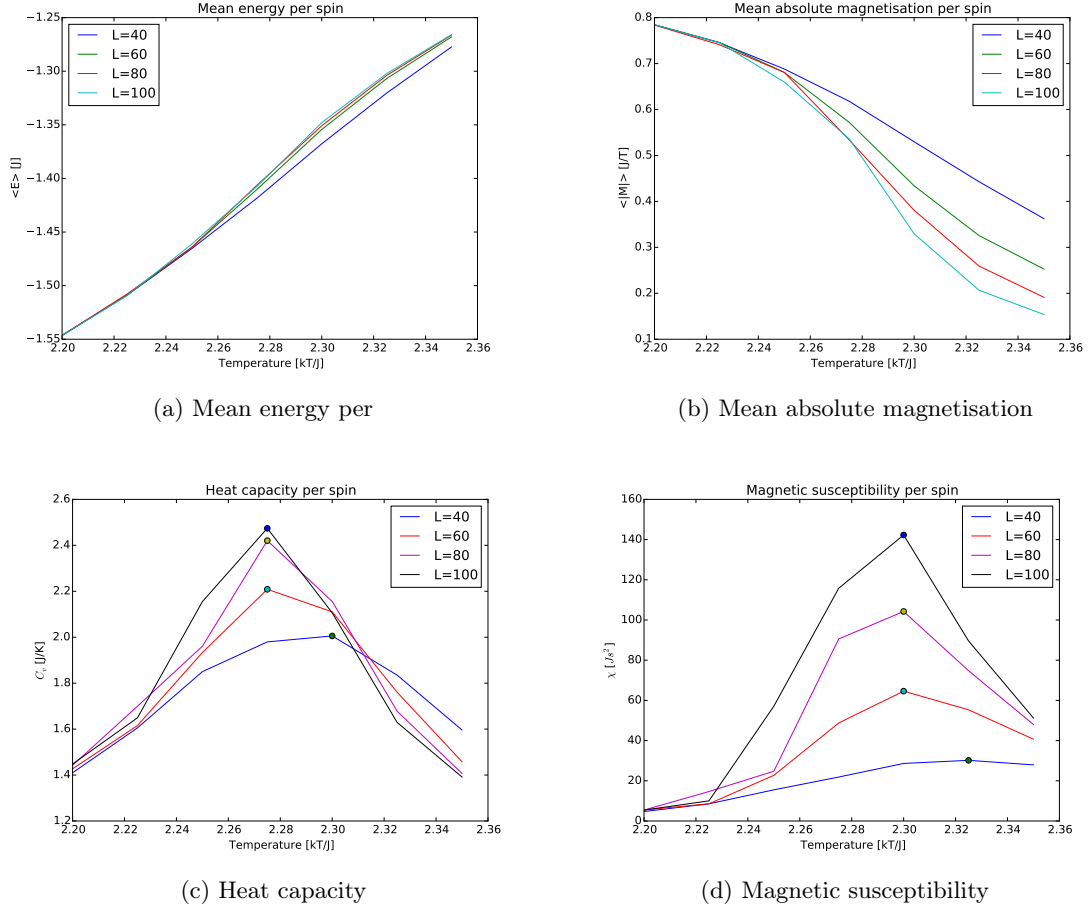 Mean energy per spin
−1.25
−1.30
−1.35
−1.40
−1.45
−1.50
−1.55
<E> [J]
L=40
L=60
L=80
L=100
2.20 2.22 2.24 2.26 2.28 2.30 2.32 2.34 2.36
Temperature [kT/J]
(a) Mean energy per
Mean absolute magnetisation per spin
0.8
0.7
0.6
0.5
0.4
0.3
0.2
0.1
<|M|> [J/T]
L=40
L=60
L=80
L=100
2.20 2.22 2.24 2.26 2.28 2.30 2.32 2.34 2.36
Temperature [kT/J]
(b) Mean absolute magnetisation
Heat capacity per spin
2.6
2.4
2.2
2.0
1.8
1.6
1.4
1.2
C_v [J/K]
L=40
L=60
L=80
L=100
2.20 2.22 2.24 2.26 2.28 2.30 2.32 2.34 2.36
Temperature [kT/J]
(c) Heat capacity
Magnetic susceptibility per spin
160
140
120
100
80
60
40
20
0
χ [Js²]
L=40
L=60
L=80
L=100
2.20 2.22 2.24 2.26 2.28 2.30 2.32 2.34 2.36
Temperature [kT/J]
(d) Magnetic susceptibility